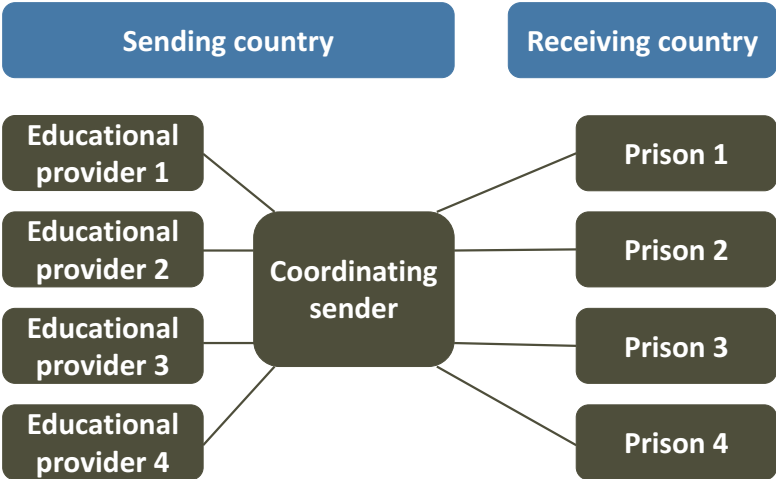 Sending country
Receiving country
Educational
provider 1
Educational
provider 2
Educational
provider 3
Educational
provider 4
Coordinating
sender
Prison 1
Prison 2
Prison 3
Prison 4